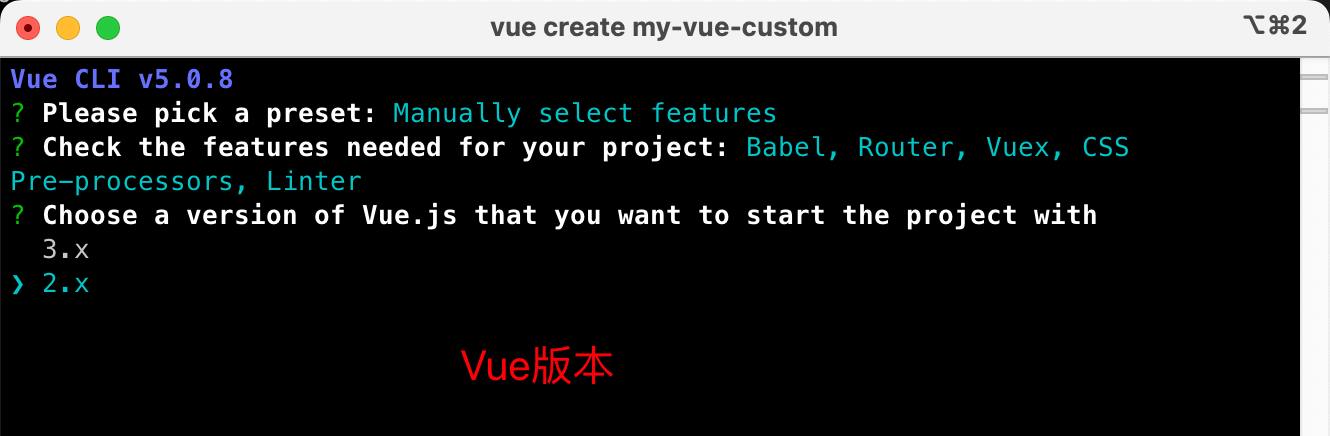 vue create my-vue-custom
⌥⌘2
Vue CLI v5.0.8
? Please pick a preset: Manually select features
? Check the features needed for your project: Babel, Router, Vuex, CSS
Pre-processors, Linter
? Choose a version of Vue.js that you want to start the project with
3.x
❯ 2.x
Vue版本